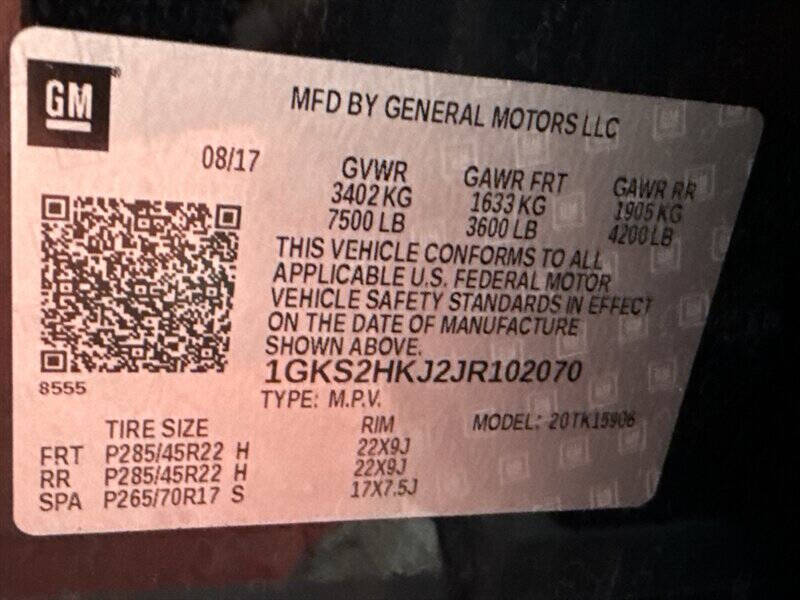 GM
MFD BY GENERAL MOTORS LLC
08/17
GVWR GAWR FRT GAWR RR
3402 KG 1633 KG 1905 KG
7500 LB 3600 LB 4200 LB
THIS VEHICLE CONFORMS TO ALL
APPLICABLE U.S. FEDERAL MOTOR
VEHICLE SAFETY STANDARDS IN EFFECT
ON THE DATE OF MANUFACTURE
SHOWN ABOVE.
8555
1GKS2HKJ2JR102070
TYPE: M.P.V. MODEL: 20TK15906
TIRE SIZE RIM
FRT P285/45R22 H 22X9J
RR P285/45R22 H 22X9J
SPA P265/70R17 S 17X7.5J